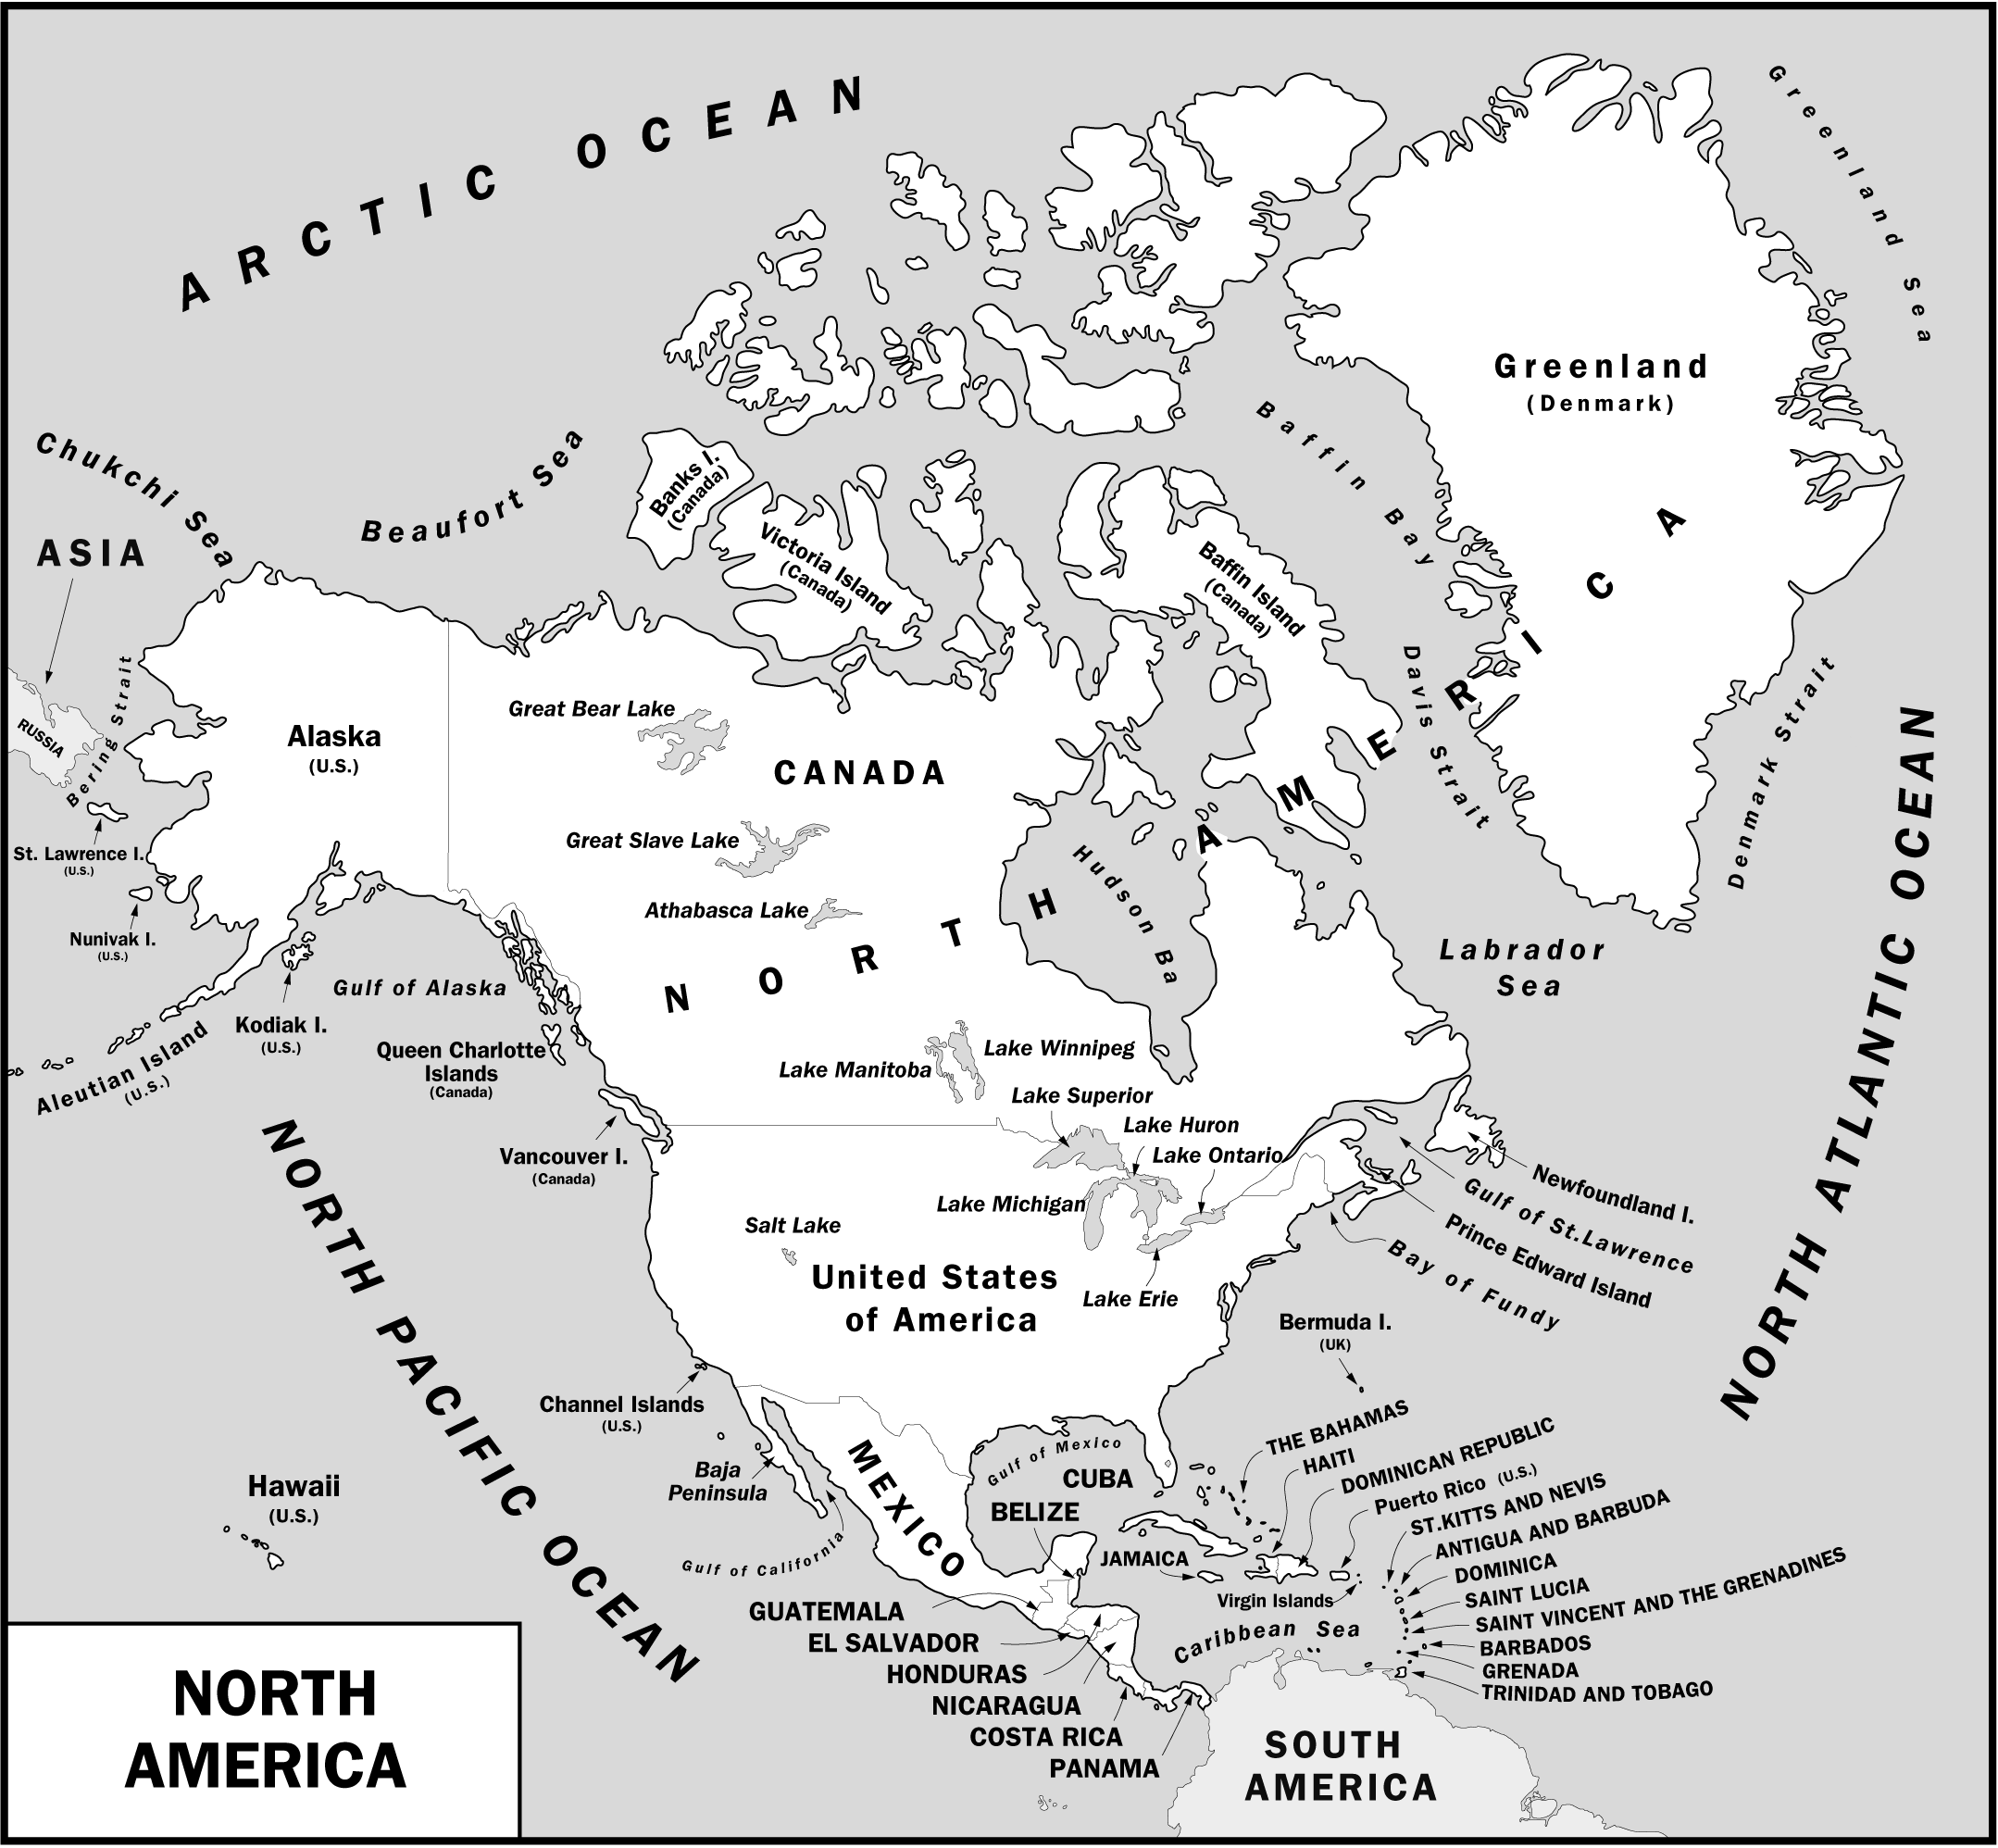 ARCTIC OCEAN
Greenland Sea
Greenland
(Denmark)
Baffin Bay
Chukchi Sea
Beaufort Sea
Banks I.
(Canada)
Victoria Island
(Canada)
Baffin Island
(Canada)
ASIA
RUSSIA
Bering Strait
Davis Strait
Denmark Strait
Alaska
(U.S.)
Great Bear Lake
CANADA
Great Slave Lake
Athabasca Lake
St. Lawrence I.
(U.S.)
Nunivak I.
(U.S.)
Hudson Ba
NORTH AMERICA
Labrador
Sea
NORTH ATLANTIC OCEAN
Gulf of Alaska
Kodiak I.
(U.S.)
Aleutian Island
(U.S.)
Queen Charlotte
Islands
(Canada)
Lake Winnipeg
Lake Manitoba
Lake Superior
Lake Huron
Lake Ontario
Lake Michigan
Lake Erie
Vancouver I.
(Canada)
Newfoundland I.
Gulf of St.Lawrence
Prince Edward Island
Bay of Fundy
Salt Lake
United States
of America
NORTH PACIFIC OCEAN
Bermuda I.
(UK)
Channel Islands
(U.S.)
Baja
Peninsula
Gulf of California
Hawaii
(U.S.)
MEXICO
Gulf of Mexico
CUBA
BELIZE
JAMAICA
THE BAHAMAS
HAITI
DOMINICAN REPUBLIC
Puerto Rico (U.S.)
ST.KITTS AND NEVIS
ANTIGUA AND BARBUDA
DOMINICA
SAINT LUCIA
SAINT VINCENT AND THE GRENADINES
BARBADOS
GRENADA
TRINIDAD AND TOBAGO
Virgin Islands
Caribbean Sea
GUATEMALA
EL SALVADOR
HONDURAS
NICARAGUA
COSTA RICA
PANAMA
SOUTH
AMERICA
NORTH
AMERICA